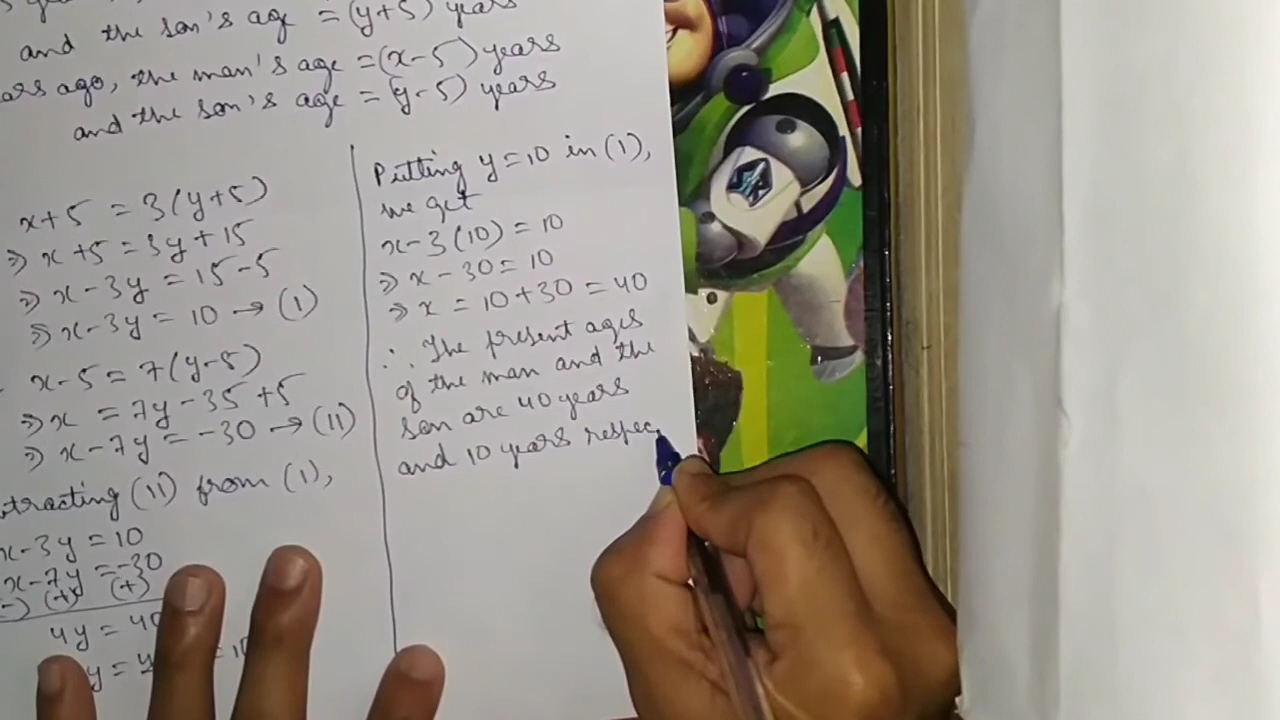 and the son's age = (y+5) years
ars ago, the man's age = (x-5) years
and the son's age = (y-5) years
x+5 = 3(y+5)
⇒ x+5 = 3y+15
⇒ x-3y = 15-5
⇒ x-3y = 10 → (1)
x-5 = 7(y-5)
⇒ x = 7y-35+5
⇒ x-7y = -30 → (11)
tracting (11) from (1),
x-3y = 10
x-7y = -30
(-) (+) (+)
4y = 40
y =
Putting y=10 in (1),
we get
x-3(10) = 10
⇒ x-30 = 10
⇒ x = 10+30 = 40
∴ The present ages
of the man and the
son are 40 years
and 10 years respec